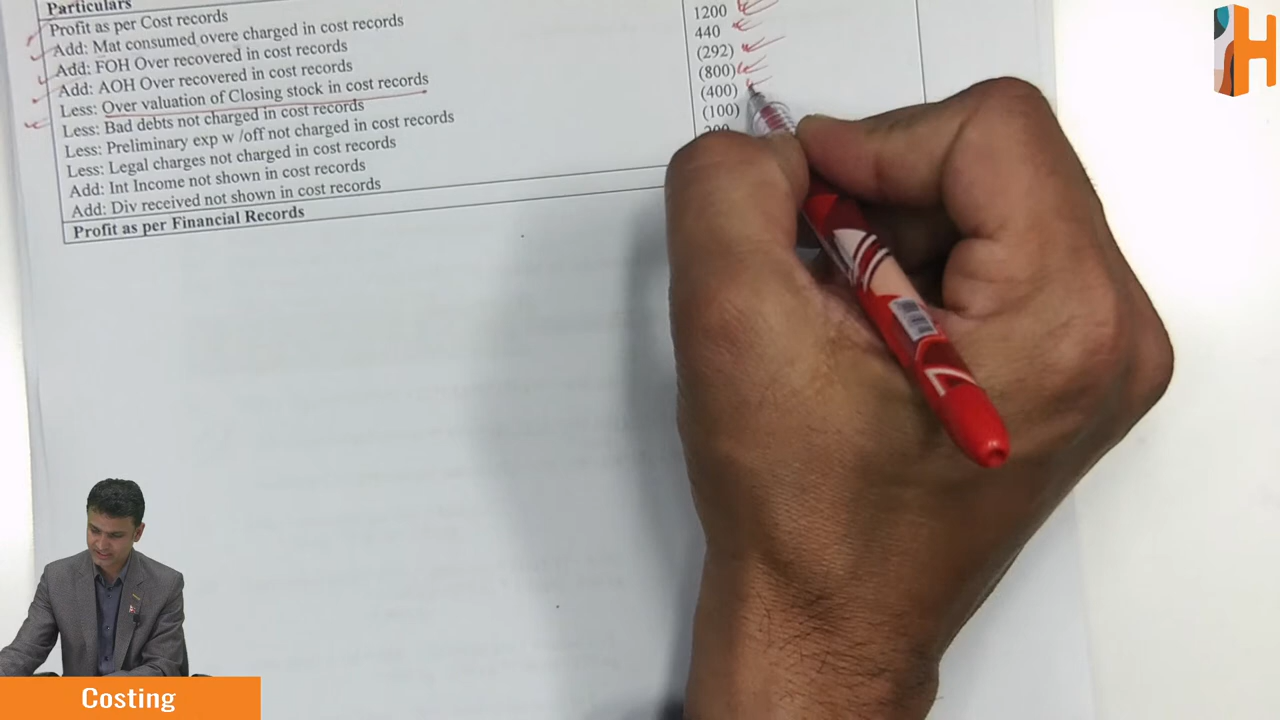 Particulars
Profit as per Cost records
Add: Mat consumed overe charged in cost records
Add: FOH Over recovered in cost records
Add: AOH Over recovered in cost records
Less: Over valuation of Closing stock in cost records
Less: Bad debts not charged in cost records
Less: Preliminary exp w /off not charged in cost records
Less: Legal charges not charged in cost records
Add: Int Income not shown in cost records
Add: Div received not shown in cost records
Profit as per Financial Records
1200
440
(292)
(800)
(400)
(100)
H
Costing